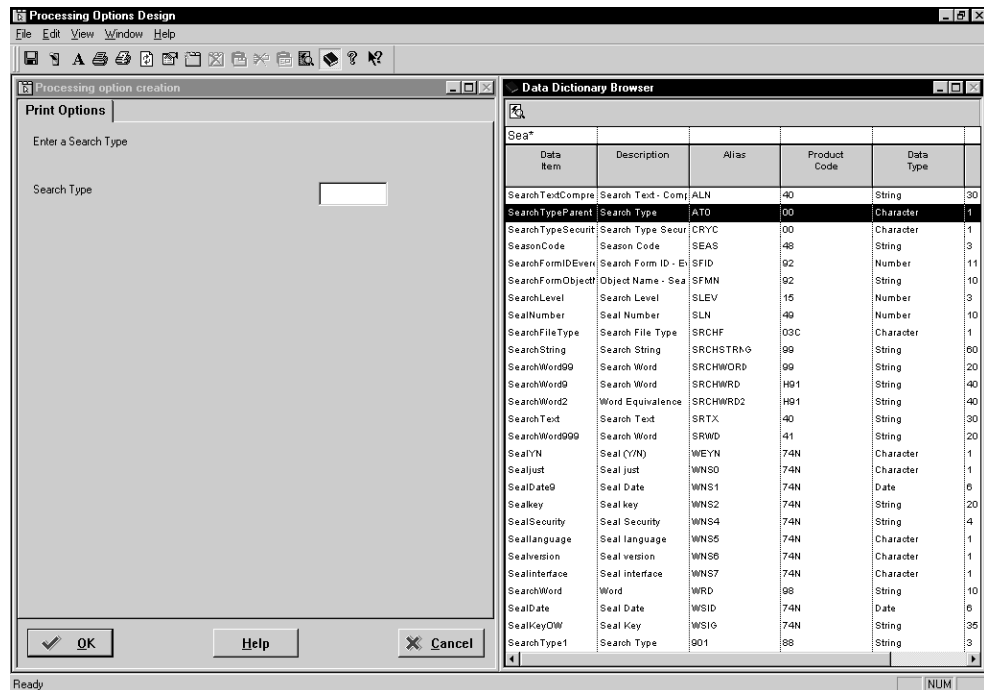 Processing Options Design
File Edit View Window Help
Processing option creation
Print Options
Enter a Search Type
Search Type
OK Help Cancel
Data Dictionary Browser
Sea*
Data Item Description Alias Product Code Data Type
SearchTextCompre Search Text - Comp ALN 40 String 30
SearchTypeParent Search Type AT0 00 Character 1
SearchTypeSecurit Search Type Secur CRYC 00 Character 1
SeasonCode Season Code SEAS 48 String 3
SearchFormIDEvere Search Form ID - Ev SFID 92 Number 11
SearchFormObjectN Object Name - Sea SFMN 92 String 10
SearchLevel Search Level SLEV 15 Number 3
SealNumber Seal Number SLN 49 Number 10
SearchFileType Search File Type SRCHF 03C Character 1
SearchString Search String SRCHSTRNG 99 String 60
SearchWord99 Search Word SRCHWORD 99 String 20
SearchWord9 Search Word SRCHWRD H91 String 40
SearchWord2 Word Equivalence SRCHWRD2 H91 String 40
SearchText Search Text SRTX 40 String 30
SearchWord999 Search Word SRWD 41 String 20
SealYN Seal (Y/N) WEYN 74N Character 1
Sealjust Seal just WNS0 74N Character 1
SealDate9 Seal Date WNS1 74N Date 6
Sealkey Seal key WNS2 74N String 20
SealSecurity Seal Security WNS4 74N String 4
Seallanguage Seal language WNS5 74N Character 1
Sealversion Seal version WNS6 74N Character 1
Sealinterface Seal interface WNS7 74N Character 1
SearchWord Word WRD 98 String 10
SealDate Seal Date WSID 74N Date 6
SealKeyOW Seal Key WSIG 74N String 35
SearchType1 Search Type 901 88 String 3
Ready NUM